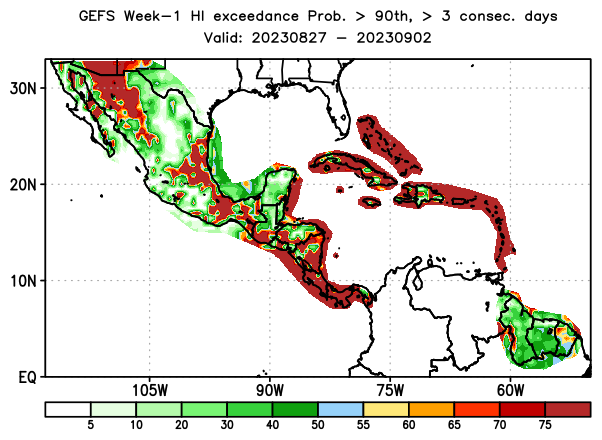 GEFS Week-1 HI exceedance Prob. > 90th, > 3 consec. days
Valid: 20230827 - 20230902
30N
20N
10N
EQ
105W 90W 75W 60W
5 10 20 30 40 50 55 60 65 70 75